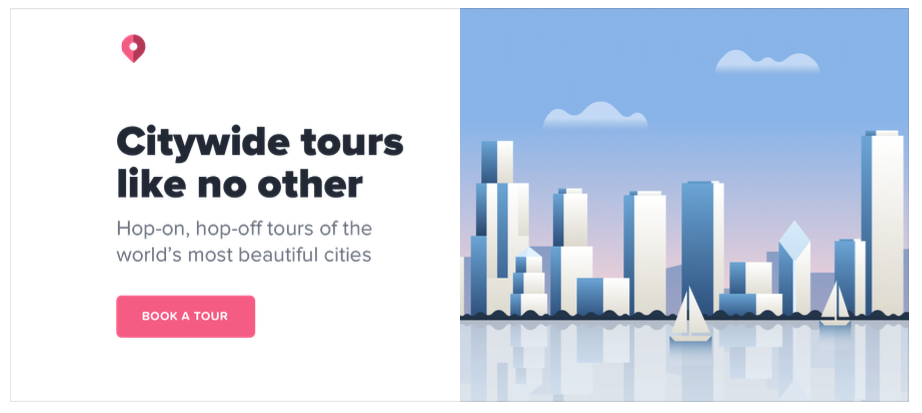 Citywide tours
like no other
Hop-on, hop-off tours of the
world's most beautiful cities
BOOK A TOUR